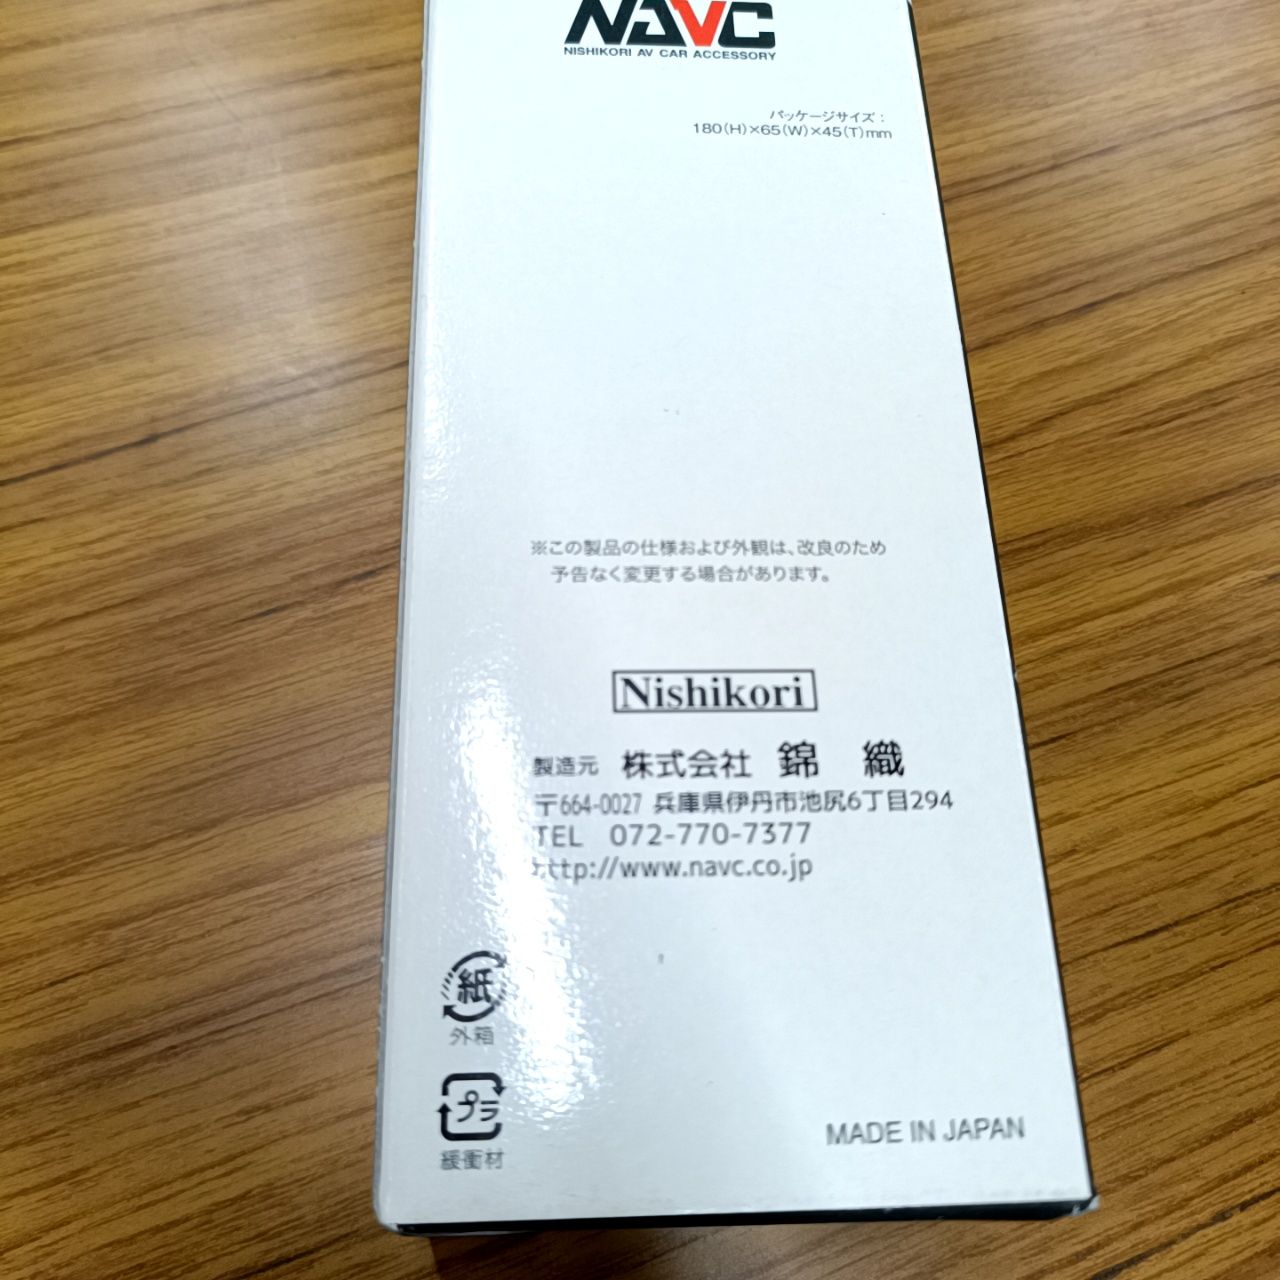 NAVC
NISHIKORI AV CAR ACCESSORY
パッケージサイズ：
180(H)×65(W)×45(T)mm
※この製品の仕様および外観は、改良のため
予告なく変更する場合があります。
Nishikori
製造元 株式会社 錦 織
〒664-0027 兵庫県伊丹市池尻6丁目294
TEL 072-770-7377
http://www.navc.co.jp
紙
外箱
プラ
緩衝材
MADE IN JAPAN